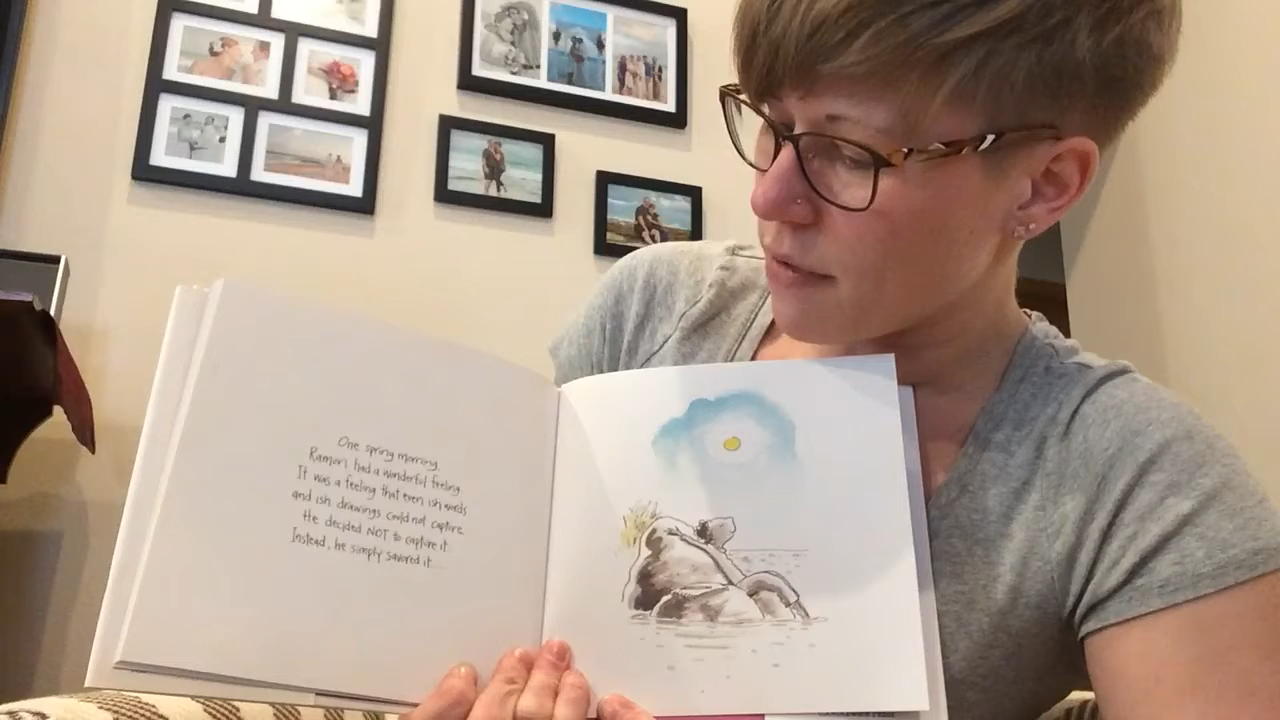 One spring morning,
Ramon had a wonderful feeling.
It was a feeling that even ish words
and ish drawings could not capture.
He decided NOT to capture it.
Instead, he simply savored it...